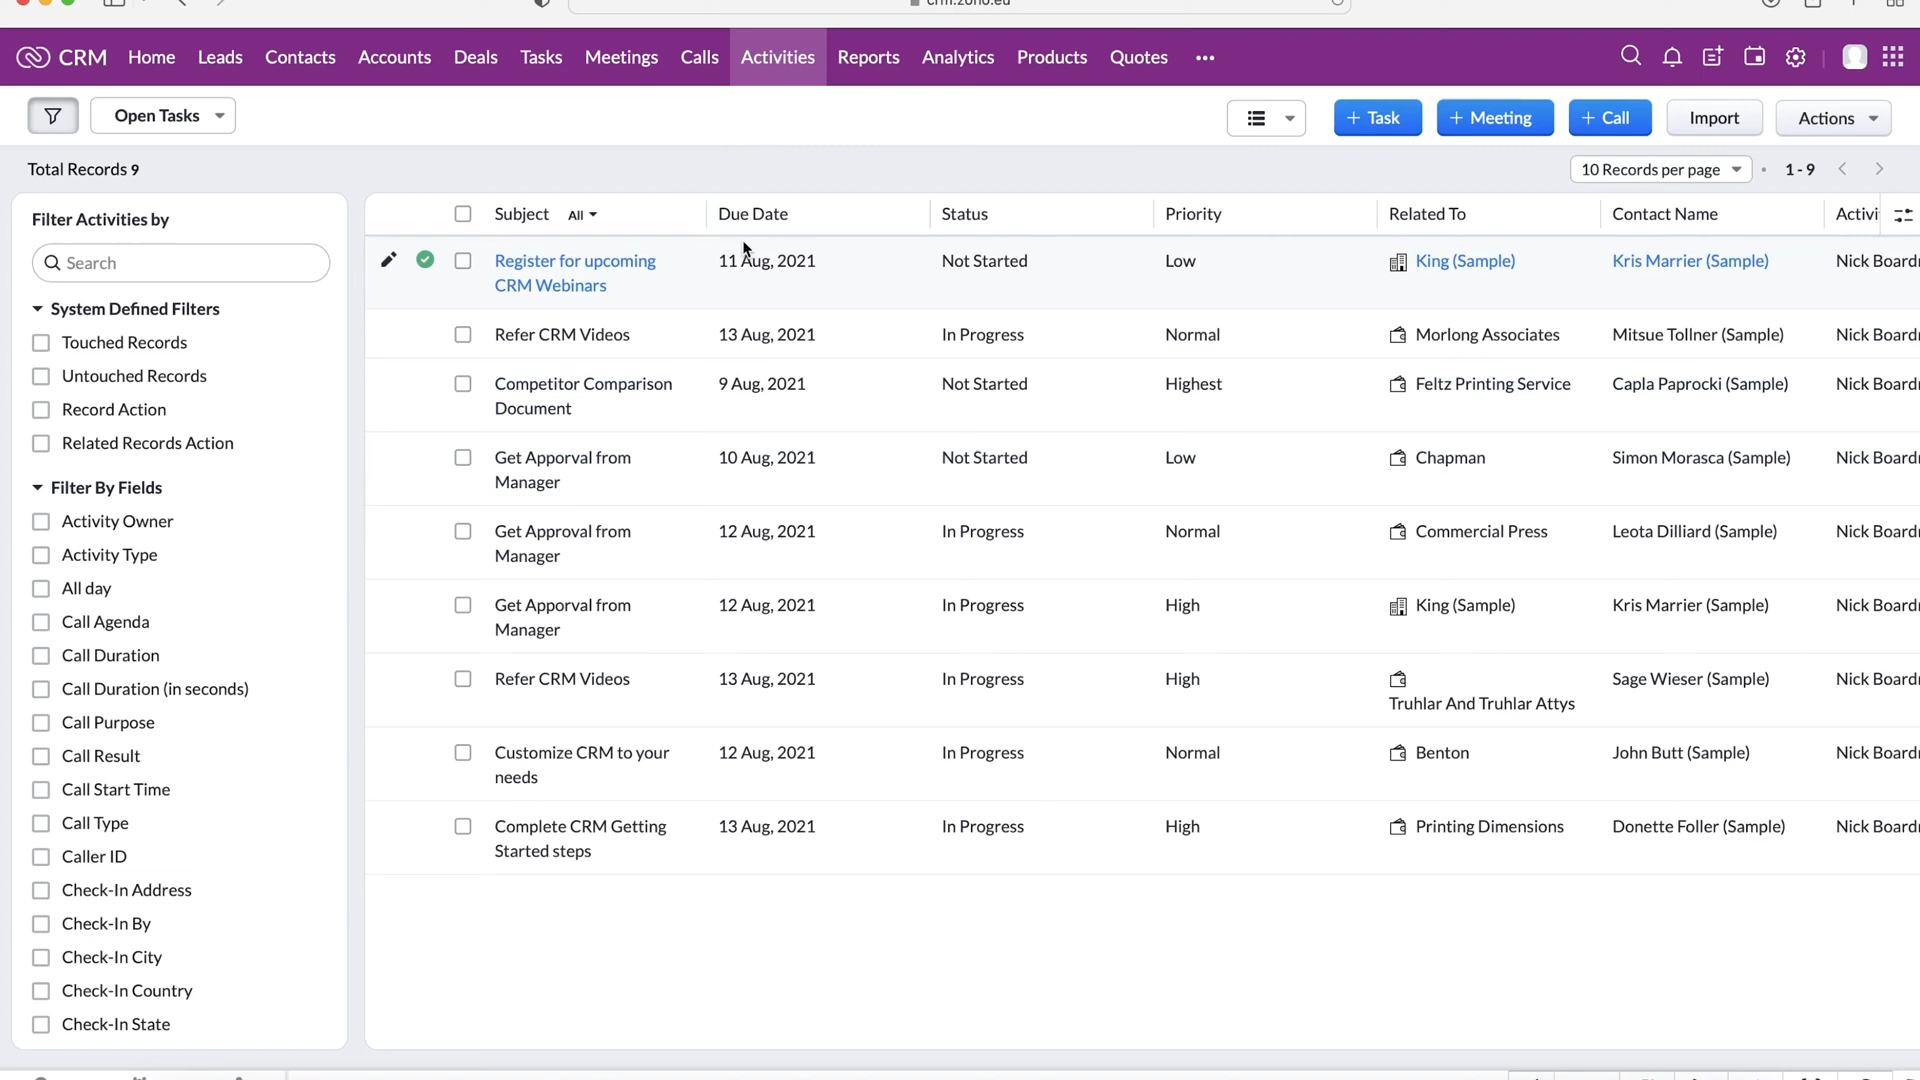 CRM Home Leads Contacts Accounts Deals Tasks Meetings Calls Activities Reports Analytics Products Quotes •••
Open Tasks + Task + Meeting + Call Import Actions
Total Records 9 10 Records per page 1 - 9
Filter Activities by
Search
System Defined Filters
Touched Records
Untouched Records
Record Action
Related Records Action
Filter By Fields
Activity Owner
Activity Type
All day
Call Agenda
Call Duration
Call Duration (in seconds)
Call Purpose
Call Result
Call Start Time
Call Type
Caller ID
Check-In Address
Check-In By
Check-In City
Check-In Country
Check-In State
Subject All Due Date Status Priority Related To Contact Name Activi
Register for upcoming 11 Aug, 2021 Not Started Low King (Sample) Kris Marrier (Sample) Nick Board
CRM Webinars
Refer CRM Videos 13 Aug, 2021 In Progress Normal Morlong Associates Mitsue Tollner (Sample) Nick Board
Competitor Comparison 9 Aug, 2021 Not Started Highest Feltz Printing Service Capla Paprocki (Sample) Nick Board
Document
Get Apporval from 10 Aug, 2021 Not Started Low Chapman Simon Morasca (Sample) Nick Board
Manager
Get Approval from 12 Aug, 2021 In Progress Normal Commercial Press Leota Dilliard (Sample) Nick Board
Manager
Get Apporval from 12 Aug, 2021 In Progress High King (Sample) Kris Marrier (Sample) Nick Board
Manager
Refer CRM Videos 13 Aug, 2021 In Progress High Sage Wieser (Sample) Nick Board
Truhlar And Truhlar Attys
Customize CRM to your 12 Aug, 2021 In Progress Normal Benton John Butt (Sample) Nick Board
needs
Complete CRM Getting 13 Aug, 2021 In Progress High Printing Dimensions Donette Foller (Sample) Nick Board
Started steps